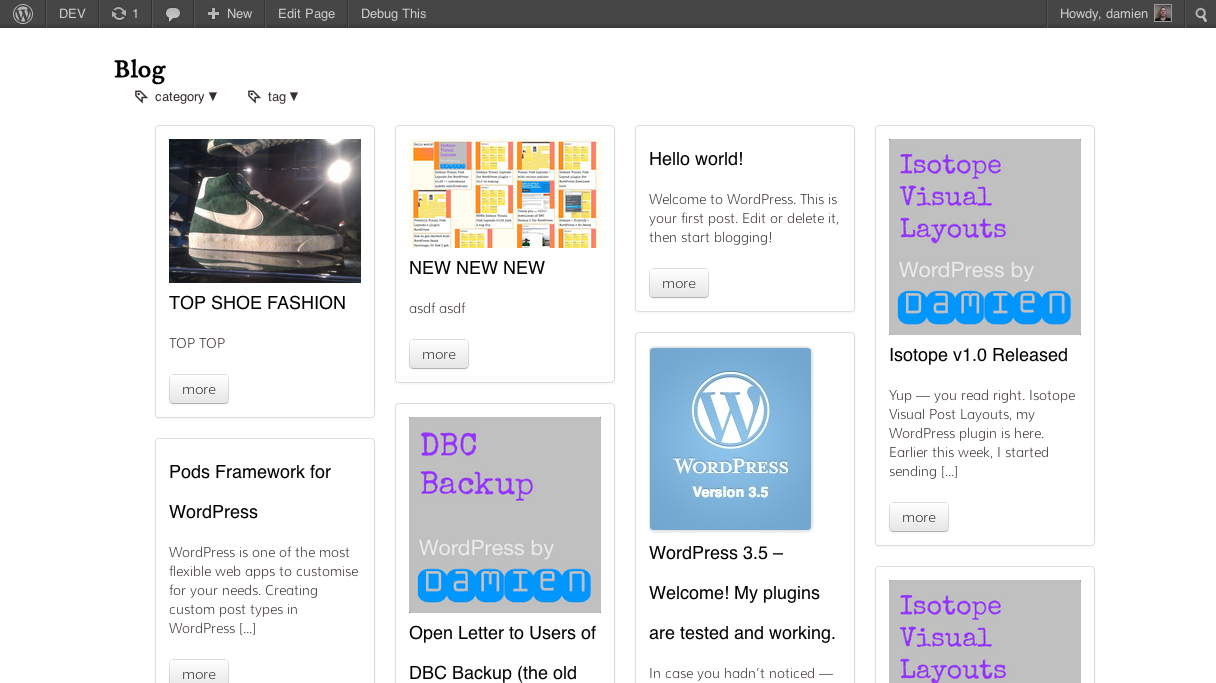 DEV
1
New
Edit Page
Debug This
Howdy, damien
Blog
category ▼
tag ▼
TOP SHOE FASHION
TOP TOP
more
Pods Framework for
WordPress
WordPress is one of the most
flexible web apps to customise
for your needs. Creating
custom post types in
WordPress [...]
more
NEW NEW NEW
asdf asdf
more
DBC
Backup
WordPress by
Damien
Open Letter to Users of
DBC Backup (the old
Hello world!
Welcome to WordPress. This is
your first post. Edit or delete it,
then start blogging!
more
WORDPRESS
Version 3.5
WordPress 3.5 –
Welcome! My plugins
are tested and working.
In case you hadn't noticed —
Isotope
Visual
Layouts
WordPress by
Damien
Isotope v1.0 Released
Yup — you read right. Isotope
Visual Post Layouts, my
WordPress plugin is here.
Earlier this week, I started
sending [...]
more
Isotope
Visual
Layouts